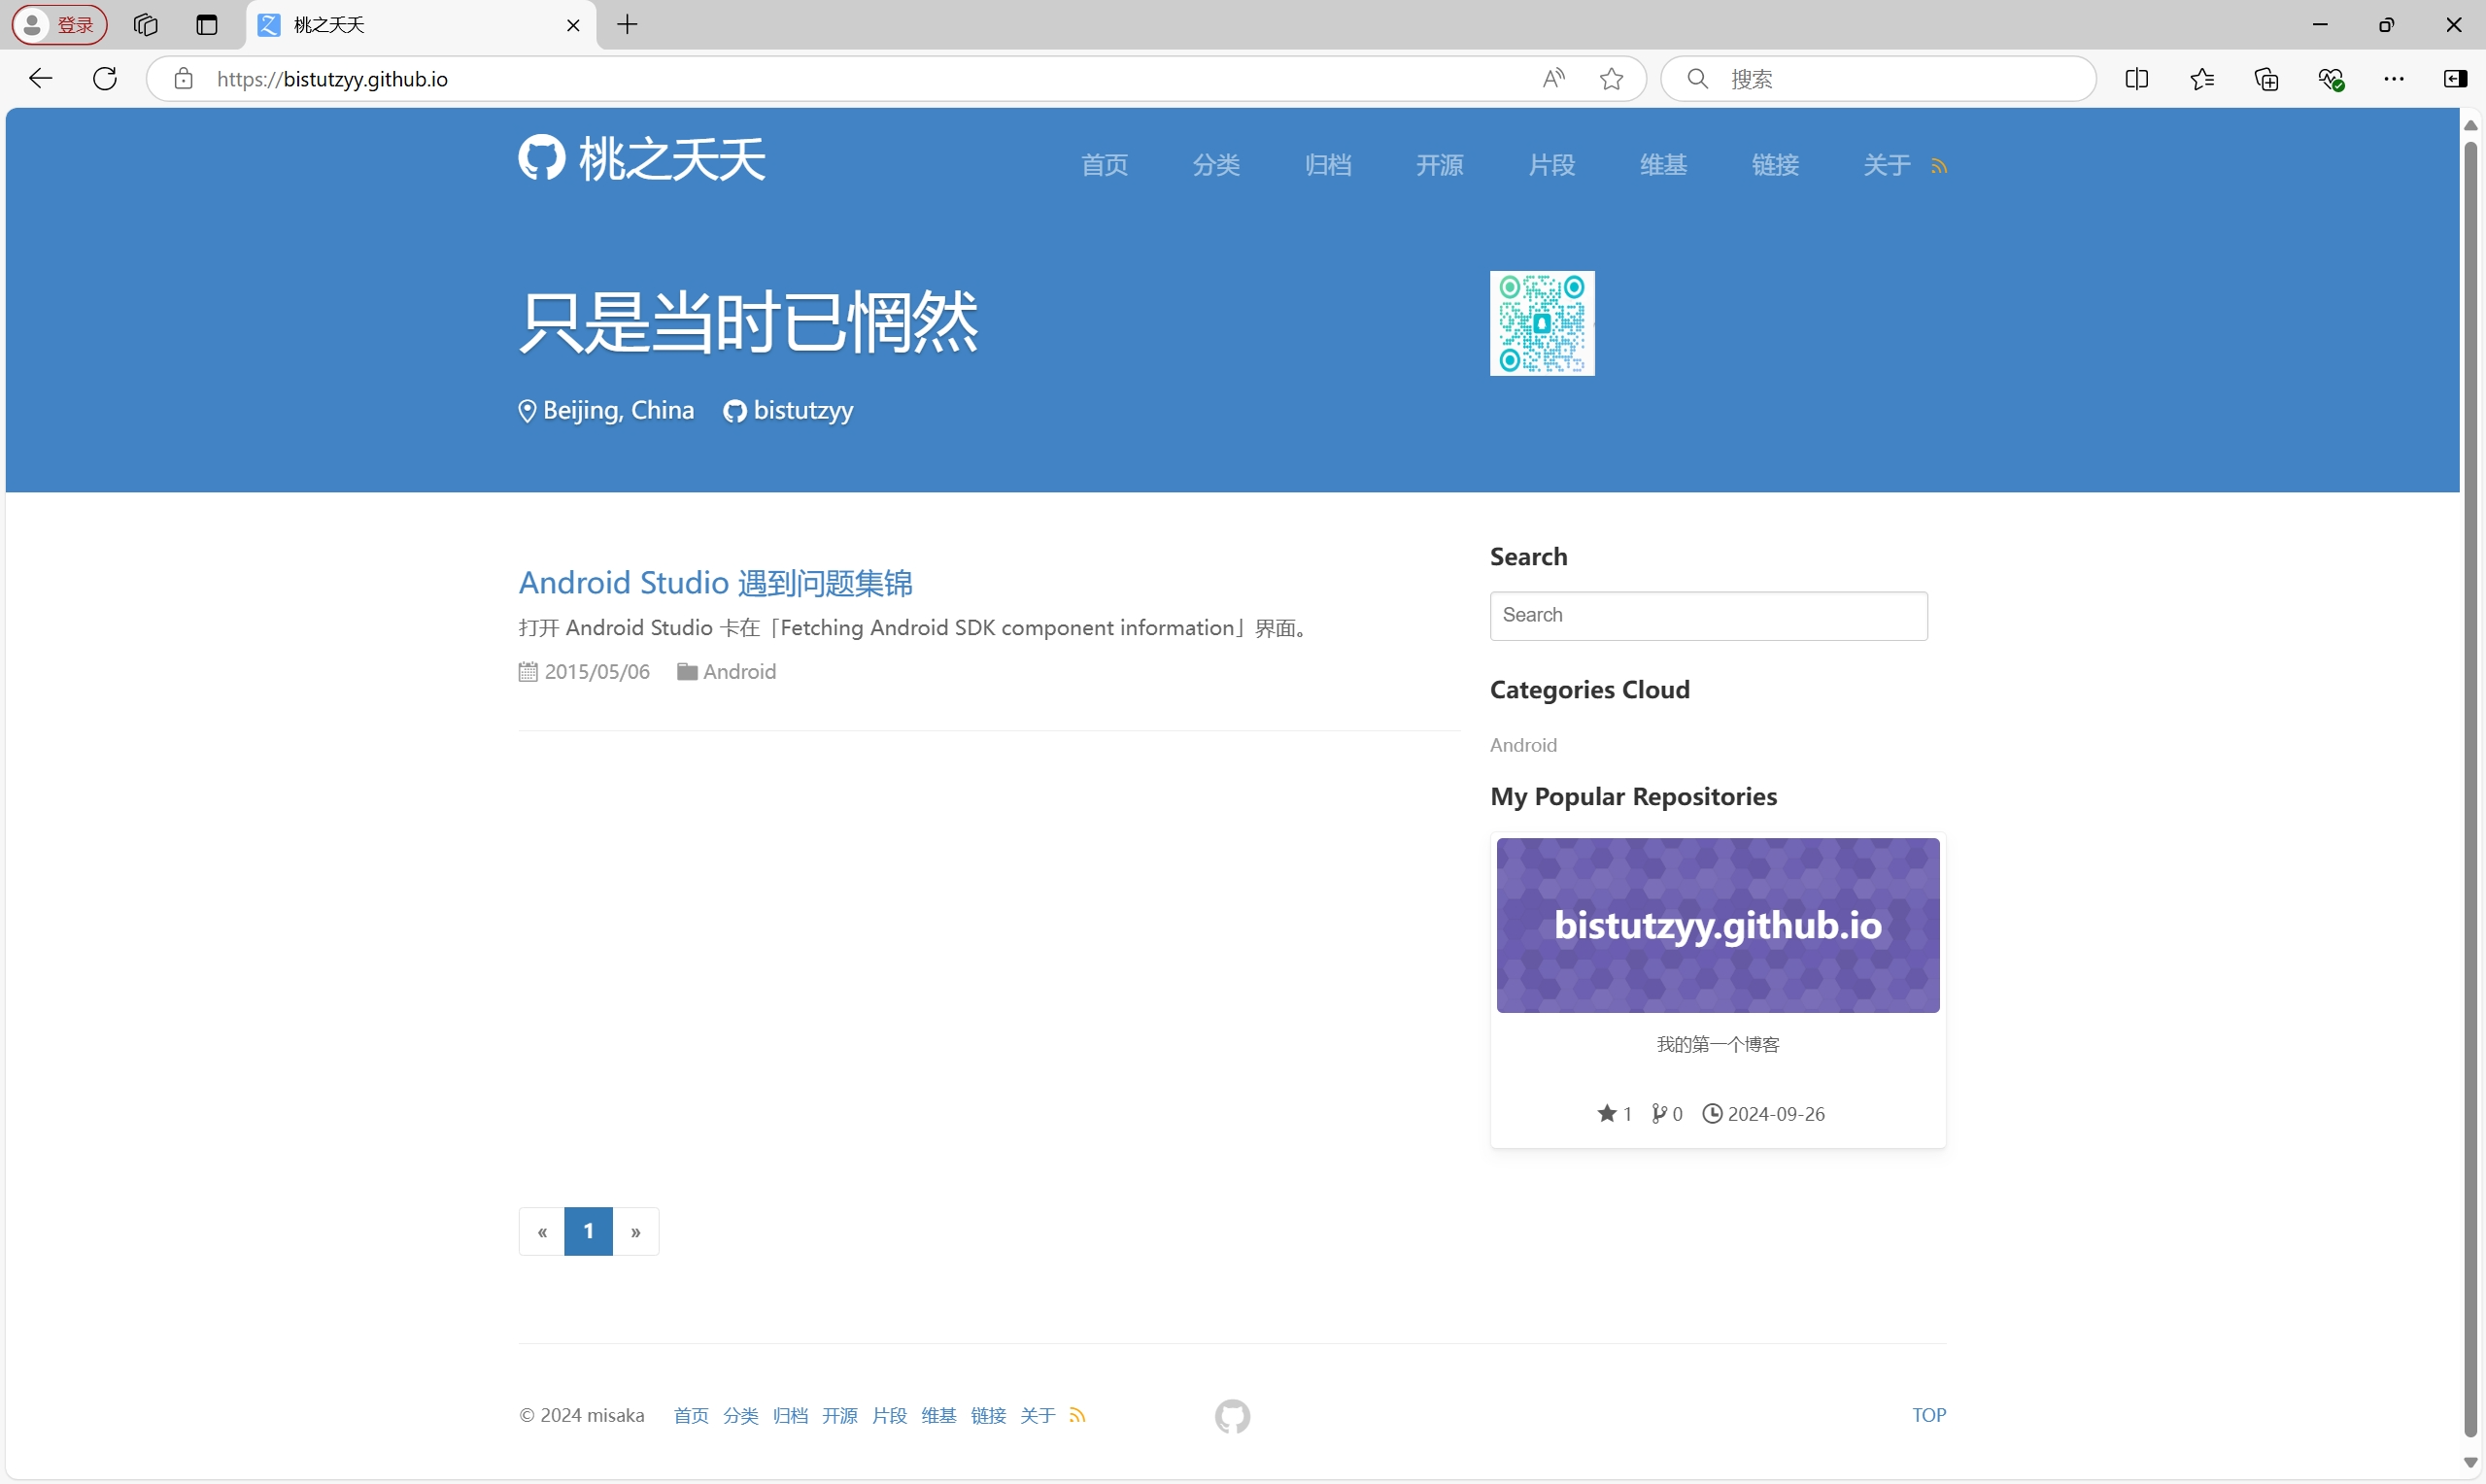 登录
桃之夭夭
https://bistutzyy.github.io
搜索
桃之夭夭
首页 分类 归档 开源 片段 维基 链接 关于
只是当时已惘然
Beijing, China bistutzyy
Android Studio 遇到问题集锦
打开 Android Studio 卡在「Fetching Android SDK component information」界面。
2015/05/06 Android
Search
Search
Categories Cloud
Android
My Popular Repositories
bistutzyy.github.io
我的第一个博客
1 0 2024-09-26
« 1 »
© 2024 misaka 首页 分类 归档 开源 片段 维基 链接 关于
TOP